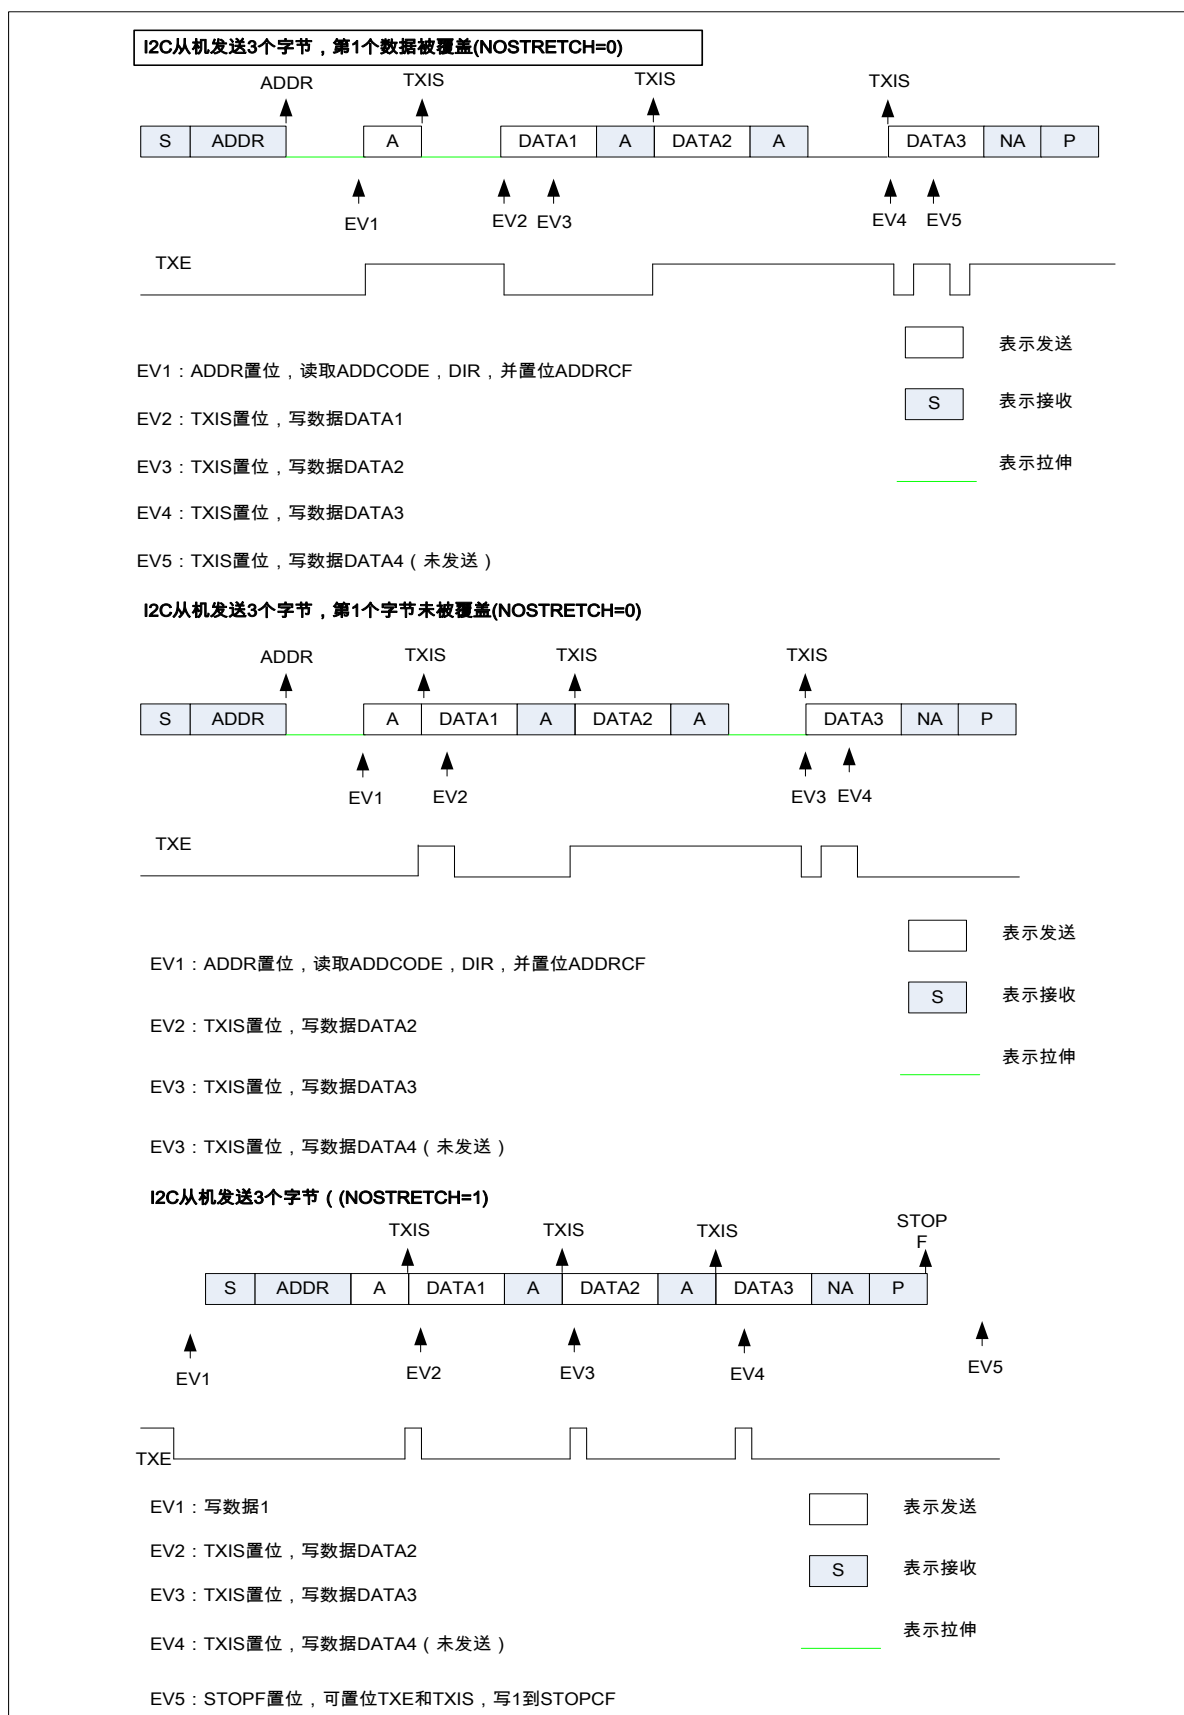 I2C从机发送3个字节，第1个数据被覆盖(NOSTRETCH=0)
ADDR TXIS TXIS TXIS
S ADDR A DATA1 A DATA2 A DATA3 NA P
EV1 EV2 EV3 EV4 EV5
TXE
表示发送
EV1：ADDR置位，读取ADDCODE，DIR，并置位ADDRCF
S 表示接收
EV2：TXIS置位，写数据DATA1
EV3：TXIS置位，写数据DATA2
表示拉伸
EV4：TXIS置位，写数据DATA3
EV5：TXIS置位，写数据DATA4（未发送）
I2C从机发送3个字节，第1个字节未被覆盖(NOSTRETCH=0)
ADDR TXIS TXIS TXIS
S ADDR A DATA1 A DATA2 A DATA3 NA P
EV1 EV2 EV3 EV4
TXE
表示发送
EV1：ADDR置位，读取ADDCODE，DIR，并置位ADDRCF
S 表示接收
EV2：TXIS置位，写数据DATA2
表示拉伸
EV3：TXIS置位，写数据DATA3
EV3：TXIS置位，写数据DATA4（未发送）
I2C从机发送3个字节（(NOSTRETCH=1)
TXIS TXIS TXIS STOP
F
S ADDR A DATA1 A DATA2 A DATA3 NA P
EV1 EV2 EV3 EV4 EV5
TXE
EV1：写数据1
表示发送
EV2：TXIS置位，写数据DATA2
S 表示接收
EV3：TXIS置位，写数据DATA3
表示拉伸
EV4：TXIS置位，写数据DATA4（未发送）
EV5：STOPF置位，可置位TXE和TXIS，写1到STOPCF